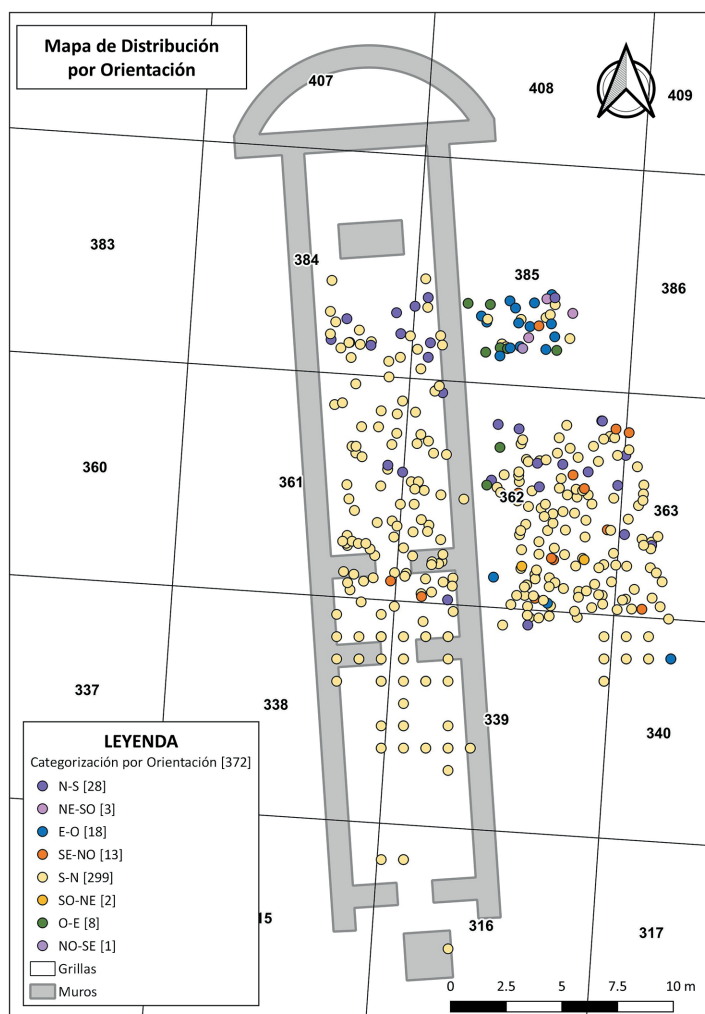 Mapa de Distribución
por Orientación
407
408
409
383
384
385
386
360
361
362
363
337
338
339
340
15
316
317
LEYENDA
Categorización por Orientación [372]
N-S [28]
NE-SO [3]
E-O [18]
SE-NO [13]
S-N [299]
SO-NE [2]
O-E [8]
NO-SE [1]
Grillas
Muros
0 2.5 5 7.5 10 m